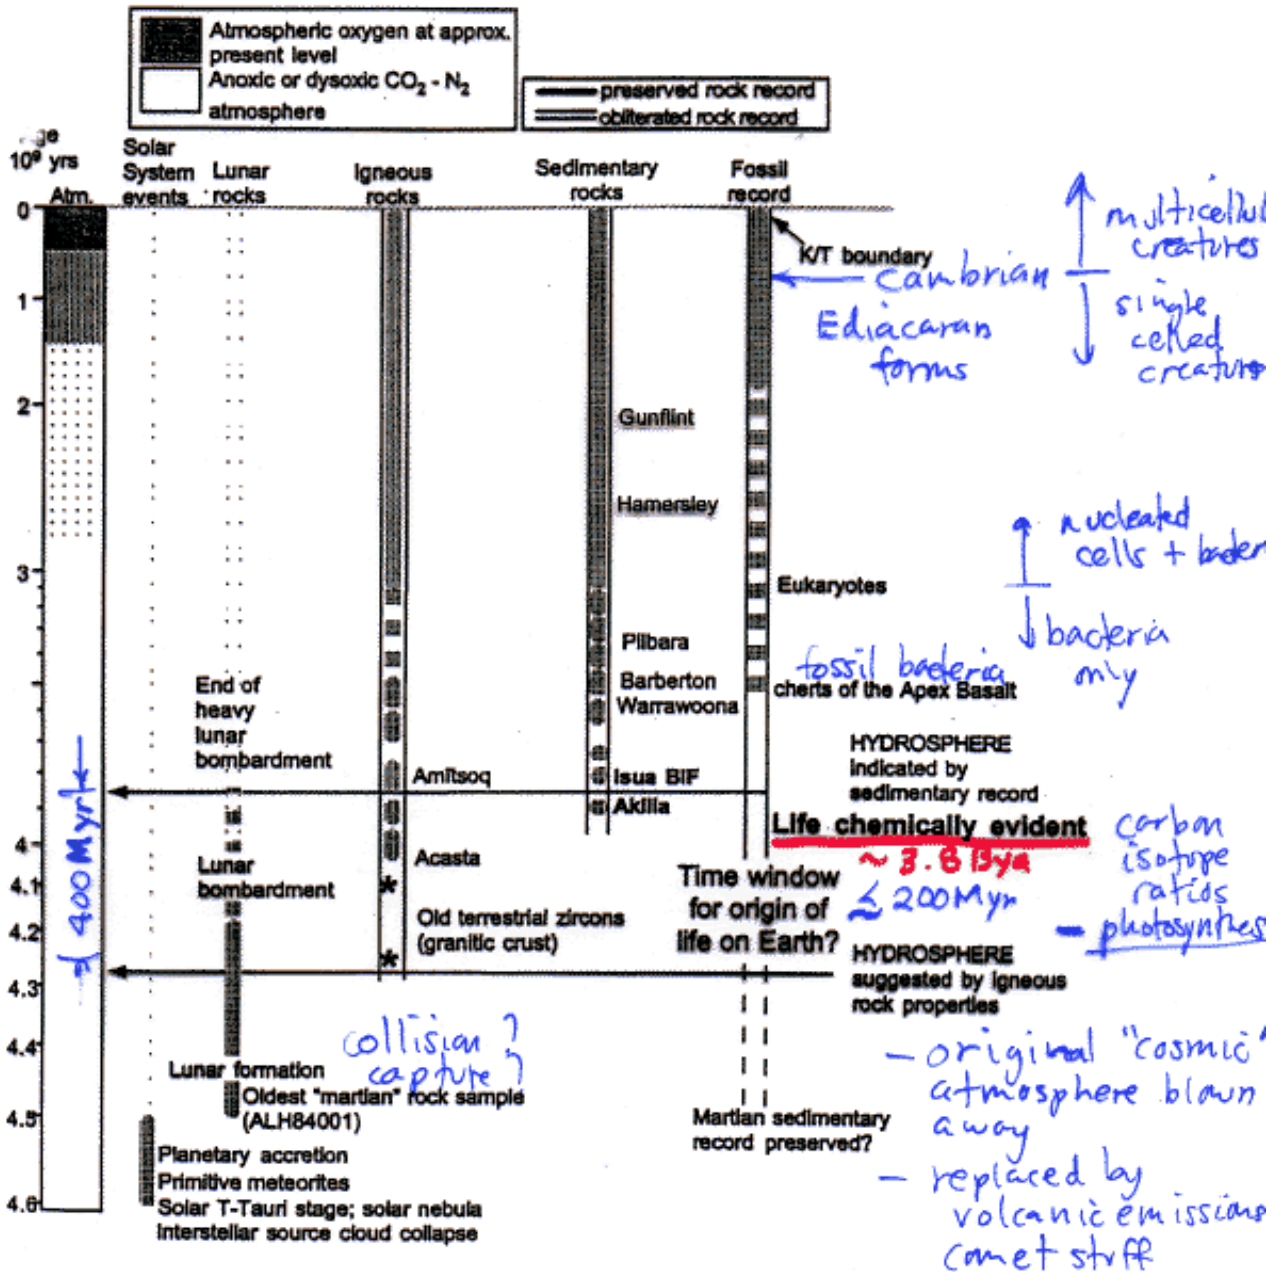 Atmospheric oxygen at approx.
present level
Anoxic or dysoxic CO₂ - N₂
atmosphere
preserved rock record
obliterated rock record
ge
10⁹ yrs
Atm.
Solar
System
events
Lunar
rocks
Igneous
rocks
Sedimentary
rocks
Fossil
record
0
1
2
3
4
4.1
4.2
4.3
4.4
4.5
4.6
K/T boundary
Cambrian
Ediacaran
forms
multicellul
creatures
single
celled
creatures
Gunflint
Hamersley
nucleated
cells + bacter
Eukaryotes
bacteria
only
Pilbara
fossil bacteria
Barberton
cherts of the Apex Basalt
Warrawoona
End of
heavy
lunar
bombardment
HYDROSPHERE
indicated by
sedimentary record
Amitsoq
Isua BIF
Akilia
400 Myr
Life chemically evident
~ 3.8 Bya
≲ 200 Myr
carbon
isotope
ratios
- photosynthes
Lunar
bombardment
Acasta
*
Old terrestrial zircons
(granitic crust)
*
Time window
for origin of
life on Earth?
HYDROSPHERE
suggested by igneous
rock properties
collision?
capture?
Lunar formation
Oldest "martian" rock sample
(ALH84001)
Martian sedimentary
record preserved?
- original "cosmic"
atmosphere blown
away
- replaced by
volcanic emissions
comet stuff
Planetary accretion
Primitive meteorites
Solar T-Tauri stage; solar nebula
Interstellar source cloud collapse